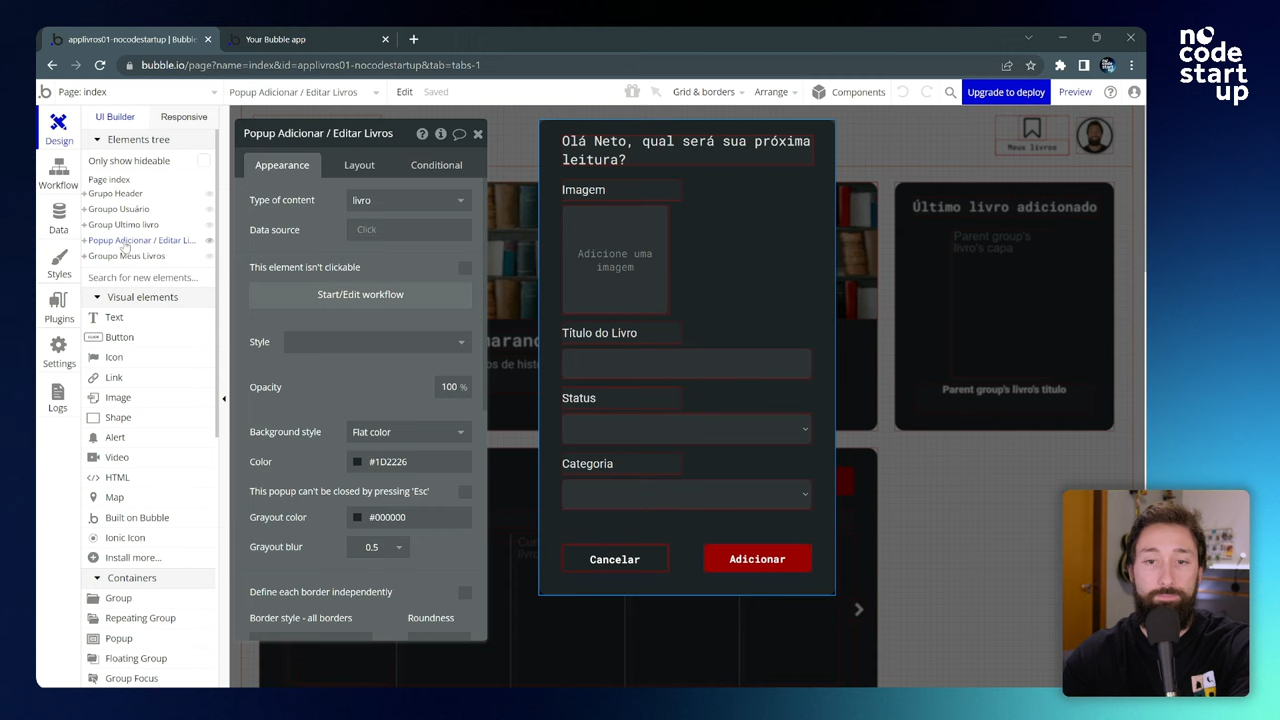 no
code
start
up
applivros01-nocodestartup | Bubbl
Your Bubble app
bubble.io/page?name=index&id=applivros01-nocodestartup&tab=tabs-1
Page: index
Popup Adicionar / Editar Livros
Edit
Saved
Grid & borders
Arrange
Components
Upgrade to deploy
Preview
Design
Workflow
Data
Styles
Plugins
Settings
Logs
UI Builder
Responsive
Elements tree
Only show hideable
Page index
Grupo Header
Groupo Usuário
Group Ultimo livro
Popup Adicionar / Editar Li...
Groupo Meus Livros
Search for new elements...
Visual elements
Text
Button
Icon
Link
Image
Shape
Alert
Video
HTML
Map
Built on Bubble
Ionic Icon
Install more...
Containers
Group
Repeating Group
Popup
Floating Group
Group Focus
Popup Adicionar / Editar Livros
Appearance
Layout
Conditional
Type of content
livro
Data source
Click
This element isn't clickable
Start/Edit workflow
Style
Opacity
100 %
Background style
Flat color
Color
#1D2226
This popup can't be closed by pressing 'Esc'
Grayout color
#000000
Grayout blur
0.5
Define each border independently
Border style - all borders
Roundness
Olá Neto, qual será sua próxima
leitura?
Imagem
Adicione uma
imagem
Título do Livro
Status
Categoria
Cancelar
Adicionar
Meus livros
Último livro adicionado
Parent group's
livro's capa
Parent group's livro's título